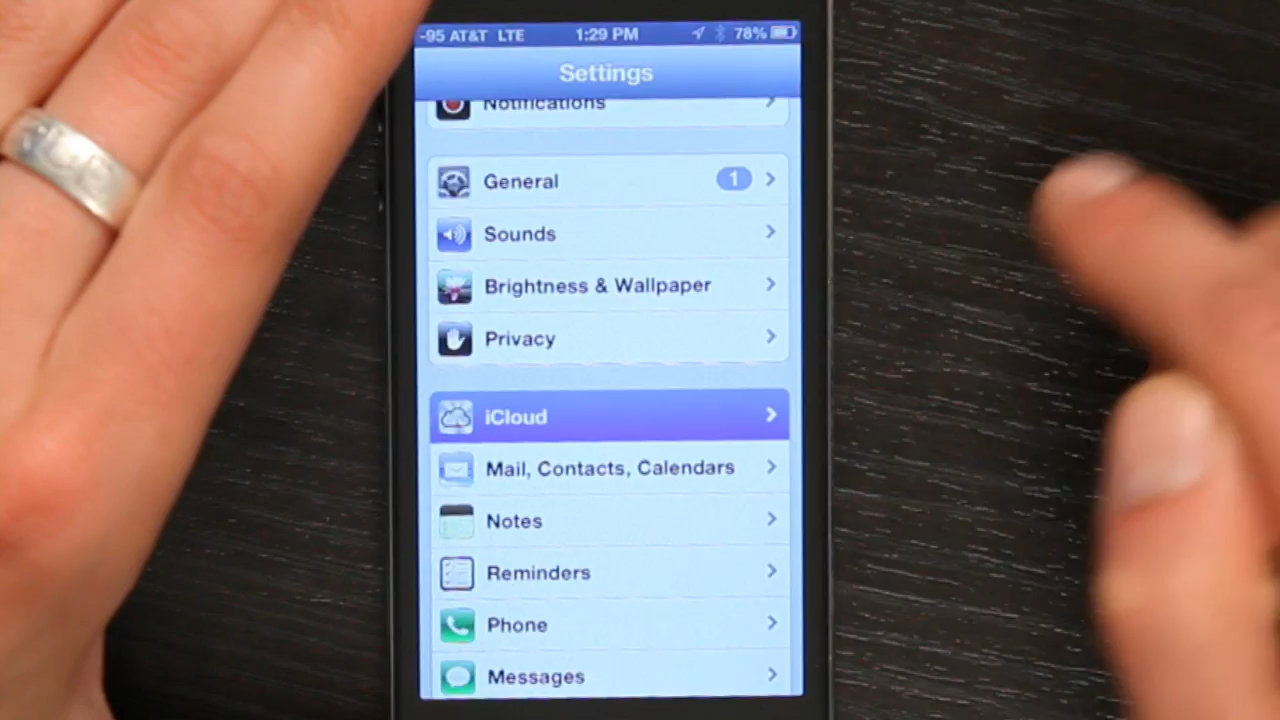 -95 AT&T LTE 1:29 PM 78%
Settings
Notifications
General 1
Sounds
Brightness & Wallpaper
Privacy
iCloud
Mail, Contacts, Calendars
Notes
Reminders
Phone
Messages